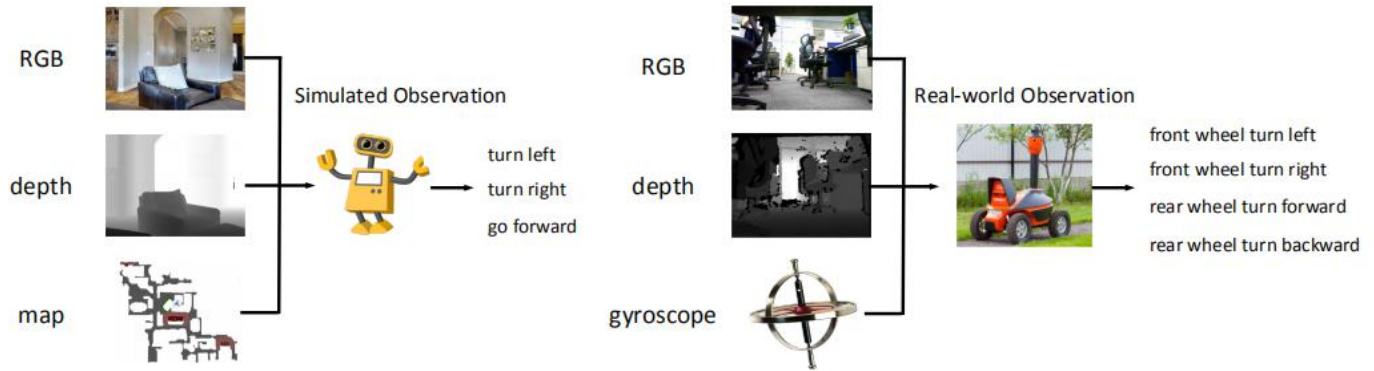 RGB
depth
map
Simulated Observation
turn left
turn right
go forward
RGB
depth
gyroscope
Real-world Observation
front wheel turn left
front wheel turn right
rear wheel turn forward
rear wheel turn backward